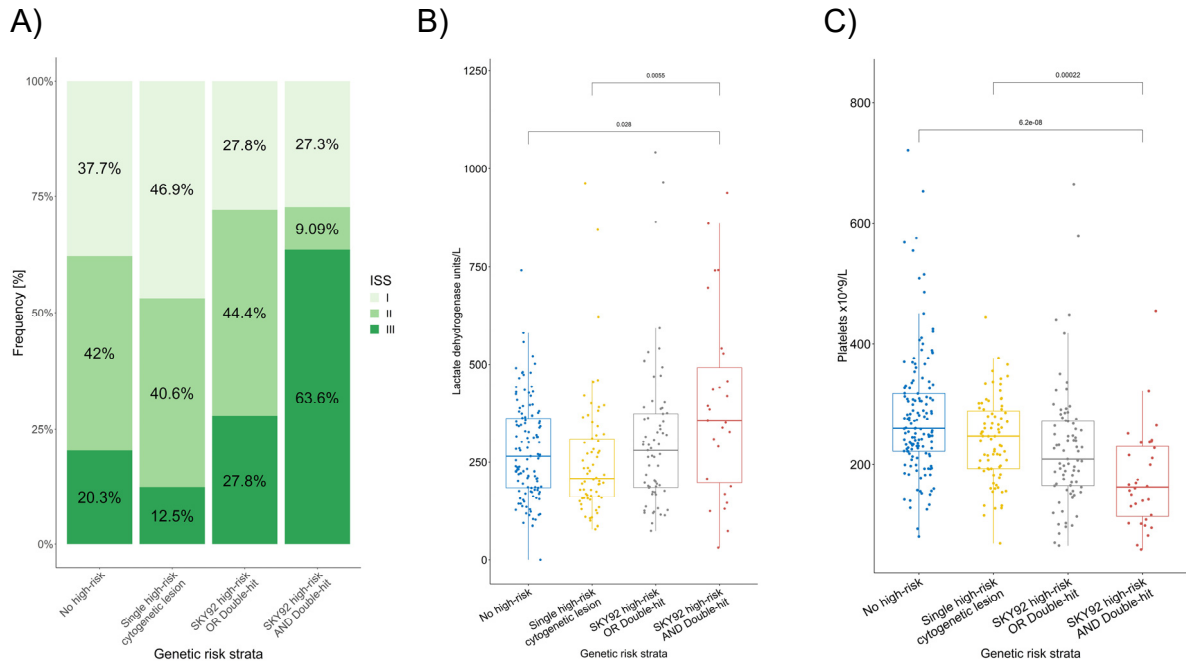 A)
B)
C)
100%
75%
50%
25%
0%
Frequency [%]
37.7%
42%
20.3%
46.9%
40.6%
12.5%
27.8%
44.4%
27.8%
27.3%
9.09%
63.6%
ISS
I
II
III
No high-risk
Single high-risk
cytogenetic lesion
SKY92 high-risk
OR Double-hit
SKY92 high-risk
AND Double-hit
Genetic risk strata
1250
1000
750
500
250
0
Lactate dehydrogenase units/L
0.0055
0.028
No high-risk
Single high-risk
cytogenetic lesion
SKY92 high-risk
OR Double-hit
SKY92 high-risk
AND Double-hit
Genetic risk strata
800
600
400
200
Platelets x10^9/L
0.00022
6.2e-08
No high-risk
Single high-risk
cytogenetic lesion
SKY92 high-risk
OR Double-hit
SKY92 high-risk
AND Double-hit
Genetic risk strata